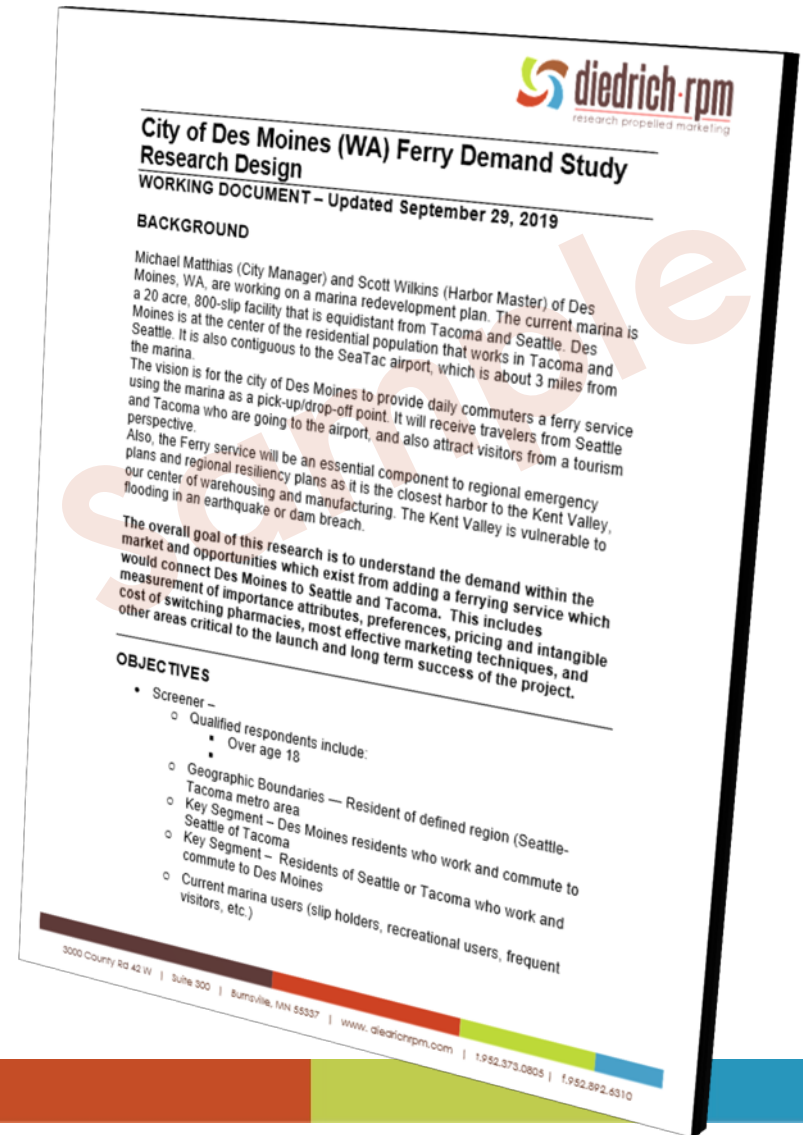 diedrich·rpm
research propelled marketing
City of Des Moines (WA) Ferry Demand Study
Research Design
WORKING DOCUMENT – Updated September 29, 2019
BACKGROUND
Michael Matthias (City Manager) and Scott Wilkins (Harbor Master) of Des
Moines, WA, are working on a marina redevelopment plan. The current marina is
a 20 acre, 800-slip facility that is equidistant from Tacoma and Seattle. Des
Moines is at the center of the residential population that works in Tacoma and
Seattle. It is also contiguous to the SeaTac airport, which is about 3 miles from
the marina.
The vision is for the city of Des Moines to provide daily commuters a ferry service
using the marina as a pick-up/drop-off point. It will receive travelers from Seattle
and Tacoma who are going to the airport, and also attract visitors from a tourism
perspective.
Also, the Ferry service will be an essential component to regional emergency
plans and regional resiliency plans as it is the closest harbor to the Kent Valley,
our center of warehousing and manufacturing. The Kent Valley is vulnerable to
flooding in an earthquake or dam breach.
The overall goal of this research is to understand the demand within the
market and opportunities which exist from adding a ferrying service which
would connect Des Moines to Seattle and Tacoma. This includes
measurement of importance attributes, preferences, pricing and intangible
cost of switching pharmacies, most effective marketing techniques, and
other areas critical to the launch and long term success of the project.
OBJECTIVES
• Screener –
o Qualified respondents include:
▪ Over age 18
▪
o Geographic Boundaries — Resident of defined region (Seattle-
Tacoma metro area
o Key Segment – Des Moines residents who work and commute to
Seattle of Tacoma
o Key Segment – Residents of Seattle or Tacoma who work and
commute to Des Moines
o Current marina users (slip holders, recreational users, frequent
visitors, etc.)
3000 County Rd 42 W | Suite 300 | Burnsville, MN 55337 | www. diedrichrpm.com | t.952.373.0805 | f.952.892.6310
sample